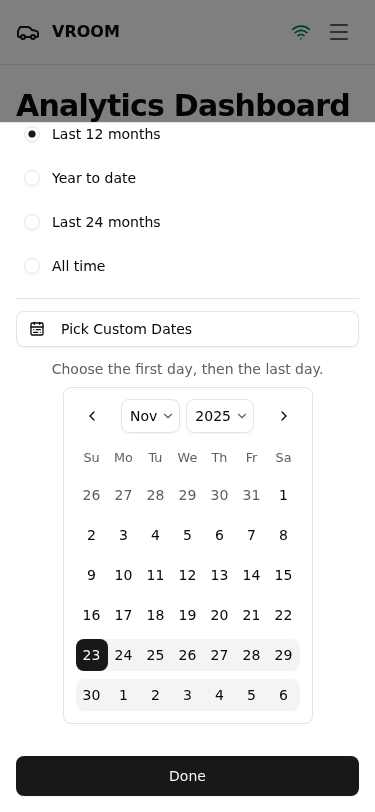 VROOM
Analytics Dashboard
Last 12 months
Year to date
Last 24 months
All time
Pick Custom Dates
Choose the first day, then the last day.
Nov 2025
Su Mo Tu We Th Fr Sa
26 27 28 29 30 31 1
2 3 4 5 6 7 8
9 10 11 12 13 14 15
16 17 18 19 20 21 22
23 24 25 26 27 28 29
30 1 2 3 4 5 6
Done